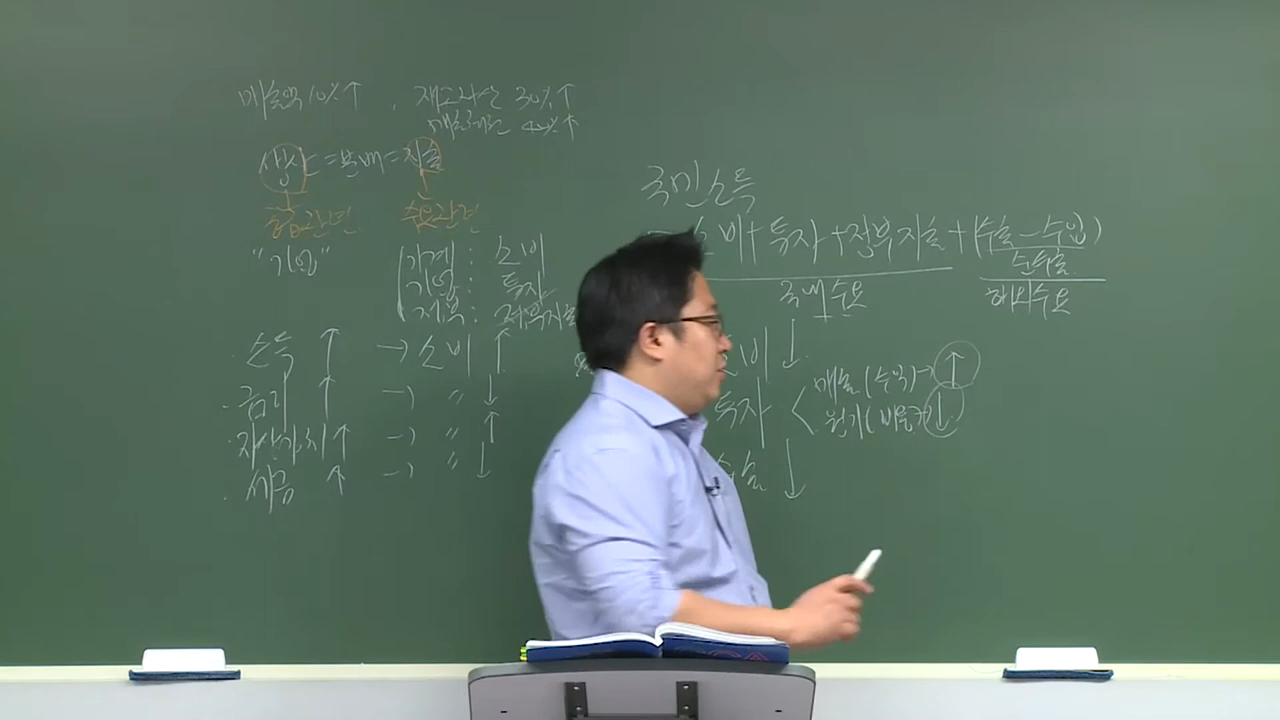 매출액 10% ↑ , 재고자산 30% ↑
매출채권 40% ↑
생산 = 분배 = 지출
공급관련 수요관련
"기업"
가계 : 소비
기업 : 투자
정부 : 정부지출
· 소득 ↑ → 소비 ↑
· 금리 ↑ → 〃 ↓
· 자산가치 ↑ → 〃 ↑
· 세금 ↑ → 〃 ↓
국민소득
비 + 투자 + 정부지출 + (수출 - 수입)
순수출
국내수요 해외수요
비 ↓
투자 < 매출(수익) → ↑
원가(비용) → ↓
수출 ↓